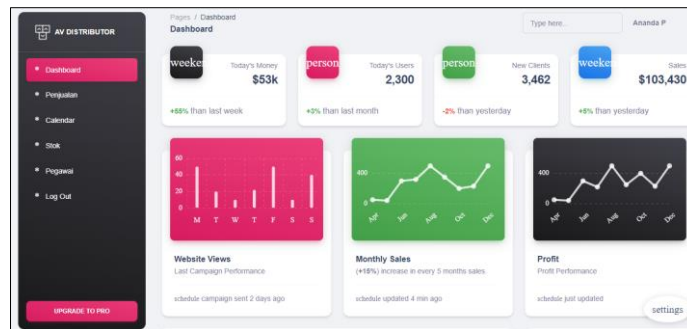 AV DISTRIBUTOR
Dashboard
Penjualan
Calendar
Stok
Pegawai
Log Out
UPGRADE TO PRO
Pages / Dashboard
Dashboard
Type here...
Ananda P
weeke
Today's Money
$53k
+55% than last week
person
Today's Users
2,300
+3% than last month
person
New Clients
3,462
-2% than yesterday
weeke
Sales
$103,430
+5% than yesterday
60
40
20
0
M T W T F S S
Website Views
Last Campaign Performance
schedule campaign sent 2 days ago
400
0
Apr Jun Aug Oct Dec
Monthly Sales
(+15%) increase in every 5 months sales.
schedule updated 4 min ago
400
0
Apr Jun Aug Oct Dec
Profit
Profit Performance
schedule just updated
settings